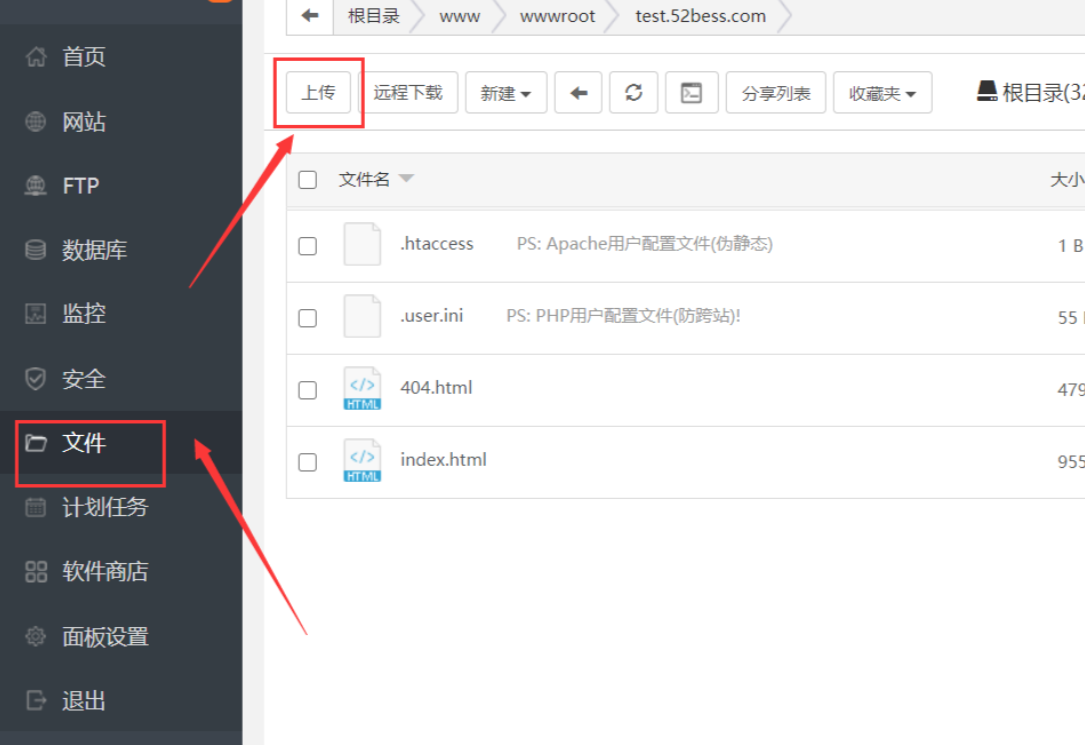 根目录 www wwwroot test.52bess.com
首页
网站
FTP
数据库
监控
安全
文件
计划任务
软件商店
面板设置
退出
上传 远程下载 新建 分享列表 收藏夹 根目录(32
文件名 大小
.htaccess PS: Apache用户配置文件(伪静态) 1 B
.user.ini PS: PHP用户配置文件(防跨站)! 55
</> HTML 404.html 479
</> HTML index.html 955